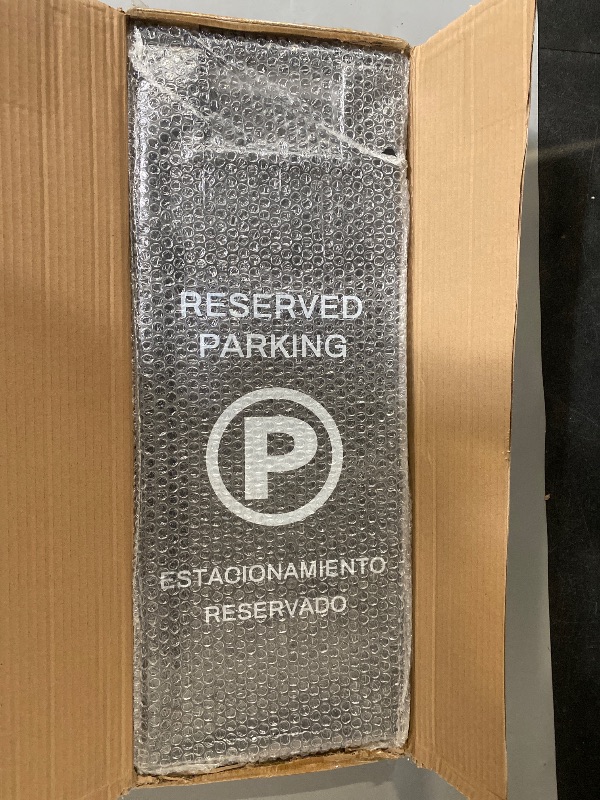 RESERVED
PARKING
P
ESTACIONAMIENTO
RESERVADO